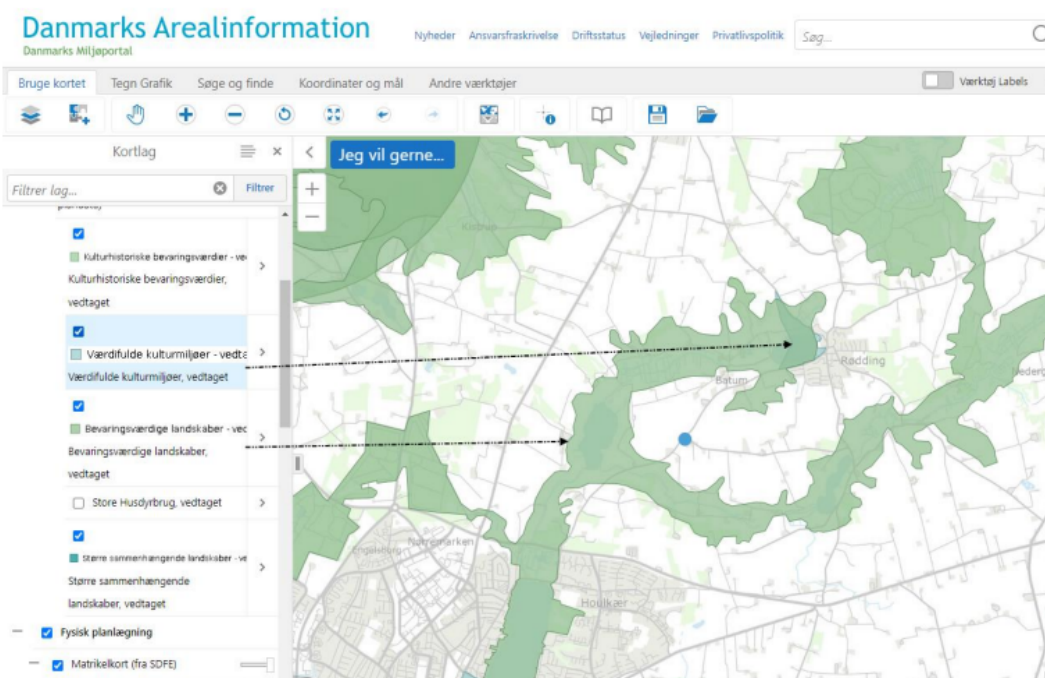 Danmarks Arealinformation
Danmarks Miljøportal
Nyheder Ansvarsfraskrivelse Driftsstatus Vejledninger Privatlivspolitik Søg...
Bruge kortet Tegn Grafik Søge og finde Koordinater og mål Andre værktøjer Værktøj Labels
Kortlag
Jeg vil gerne...
Filtrer lag... Filtrer
Kulturhistoriske bevaringsværdier - ve
Kulturhistoriske bevaringsværdier,
vedtaget
Værdifulde kulturmiljøer - vedta
Værdifulde kulturmiljøer, vedtaget
Bevaringsværdige landskaber - ved
Bevaringsværdige landskaber,
vedtaget
Store Husdyrbrug, vedtaget
Større sammenhængende landskaber - ve
Større sammenhængende
landskaber, vedtaget
Fysisk planlægning
Matrikelkort (fra SDFE)
Rødding
Batum
Nørremarken
Engelsborg
Houlkær